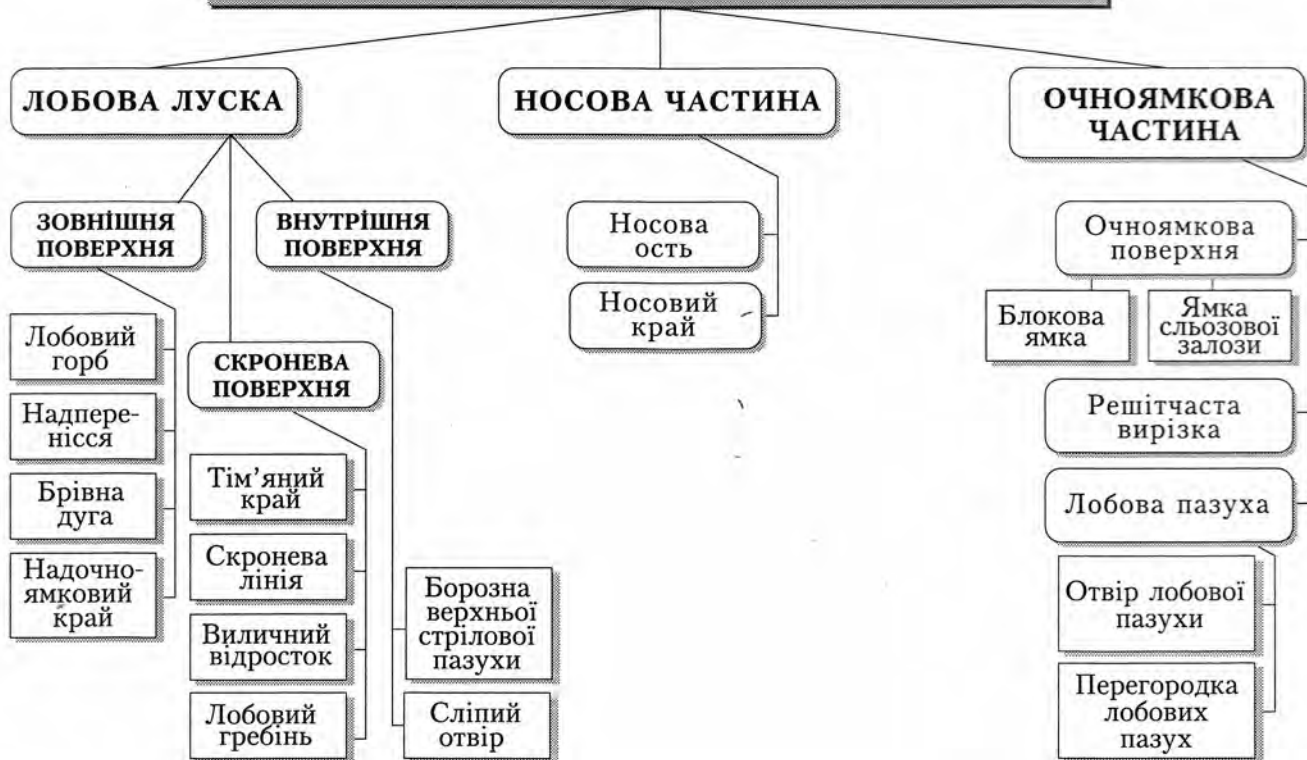 ЛОБОВА ЛУСКА
ЗОВНІШНЯ
ПОВЕРХНЯ
Лобовий
горб
Надпере-
нісся
Брівна
дуга
Надочно-
ямковий
край
СКРОНЕВА
ПОВЕРХНЯ
Тім’яний
край
Скронева
лінія
Виличний
відросток
Лобовий
гребінь
ВНУТРІШНЯ
ПОВЕРХНЯ
Борозна
верхньої
стрілової
пазухи
Сліпий
отвір
НОСОВА ЧАСТИНА
Носова
ость
Носовий
край
ОЧНОЯМКОВА
ЧАСТИНА
Очноямкова
поверхня
Блокова
ямка
Ямка
сльозової
залози
Решітчаста
вирізка
Лобова пазуха
Отвір лобової
пазухи
Перегородка
лобових
пазух